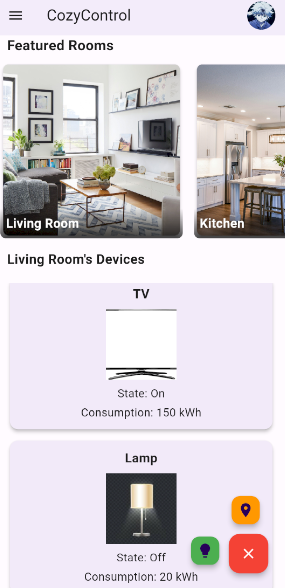 CozyControl
Featured Rooms
Living Room
Kitchen
Living Room's Devices
TV
State: On
Consumption: 150 kWh
Lamp
State: Off
Consumption: 20 kWh